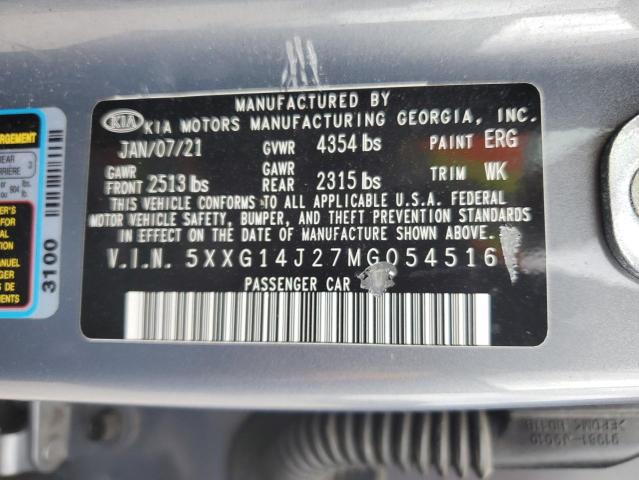 MANUFACTURED BY
KIA KIA MOTORS MANUFACTURING GEORGIA, INC.
JAN/07/21 GVWR 4354 lbs PAINT ERG
GAWR FRONT 2513 lbs GAWR REAR 2315 lbs TRIM WK
THIS VEHICLE CONFORMS TO ALL APPLICABLE U.S.A. FEDERAL
MOTOR VEHICLE SAFETY, BUMPER, AND THEFT PREVENTION STANDARDS
IN EFFECT ON THE DATE OF MANUFACTURE SHOWN ABOVE.
V.I.N. 5XXG14J27MG054516
PASSENGER CAR
3100